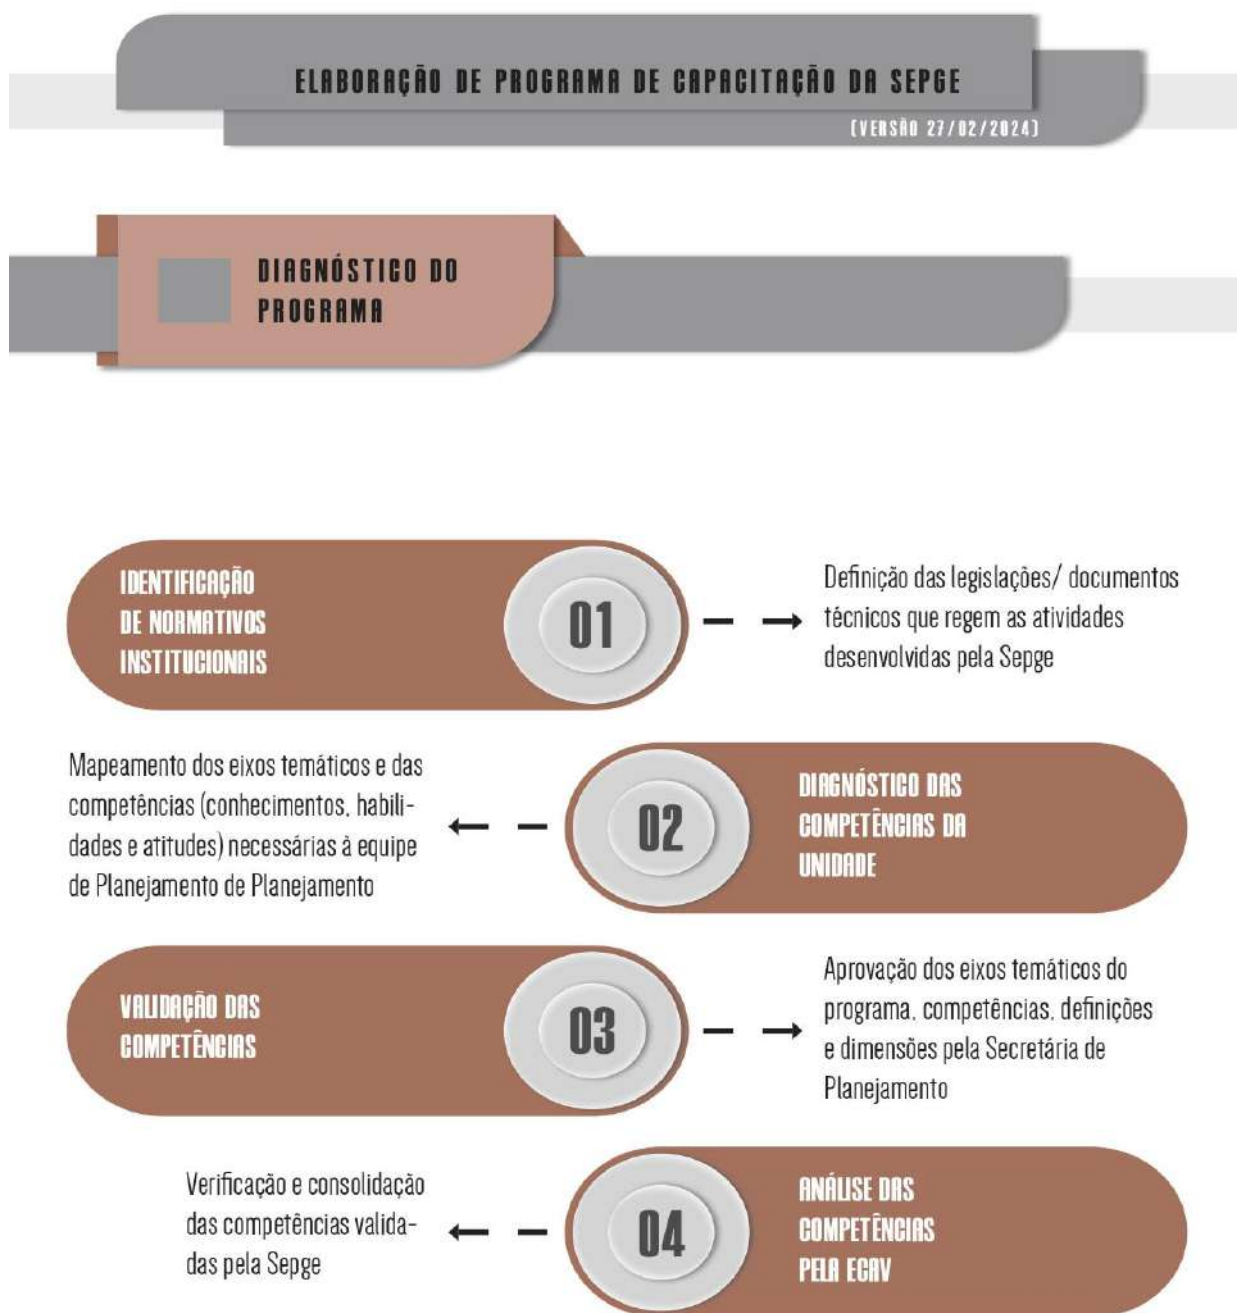 ELABORAÇÃO DE PROGRAMA DE CAPACITAÇÃO DA SEPGE
(VERSÃO 27/02/2024)
DIAGNÓSTICO DO
PROGRAMA
IDENTIFICAÇÃO
DE NORMATIVOS
INSTITUCIONAIS
01
Definição das legislações/ documentos
técnicos que regem as atividades
desenvolvidas pela Sepge
Mapeamento dos eixos temáticos e das
competências (conhecimentos, habili-
dades e atitudes) necessárias à equipe
de Planejamento de Planejamento
02
DIAGNÓSTICO DAS
COMPETÊNCIAS DA
UNIDADE
VALIDAÇÃO DAS
COMPETÊNCIAS
03
Aprovação dos eixos temáticos do
programa, competências, definições
e dimensões pela Secretária de
Planejamento
Verificação e consolidação
das competências valida-
das pela Sepge
04
ANÁLISE DAS
COMPETÊNCIAS
PELA ECAV